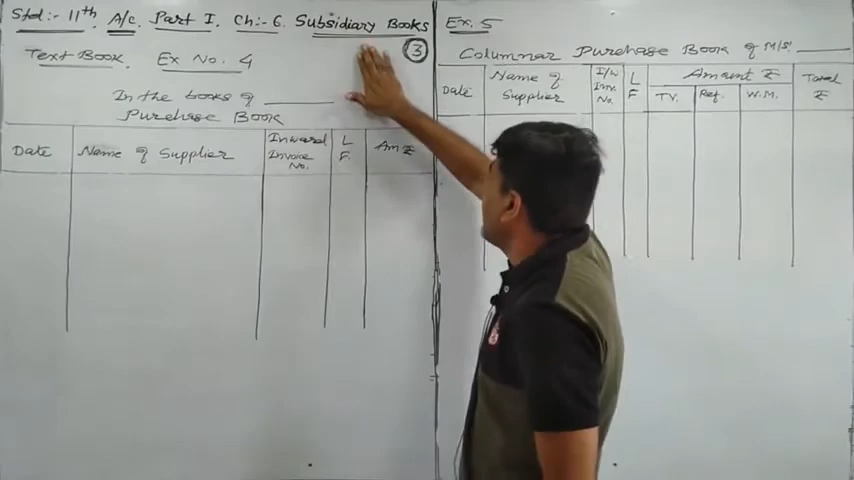 Std:- 11th A/c. Part I. Ch:- 6. Subsidiary Books
3
Text Book. Ex No. 4
In the books of ______
Purchase Book
Date Name of Supplier Inward Invoice No. L F. Am ₹
Ex. 5
Columnar Purchase Book of M/s. ______
Date Name of Supplier I/W Inv. No. L F Amount ₹ Total ₹
TV. Ref. W.M.